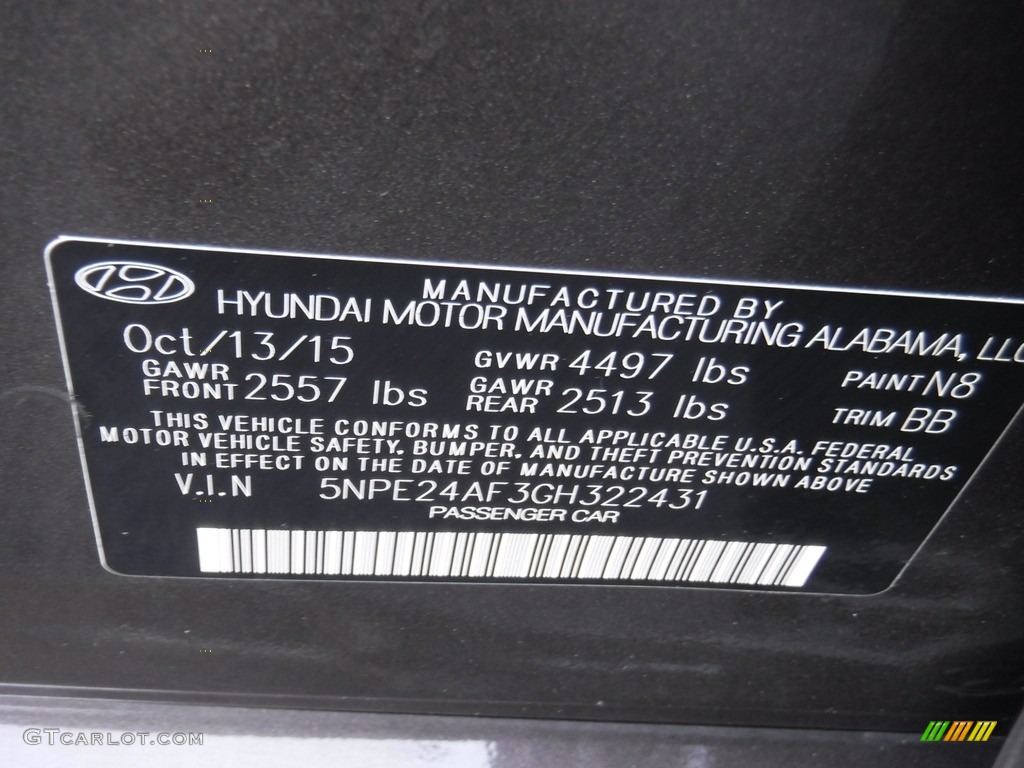 MANUFACTURED BY
HYUNDAI MOTOR MANUFACTURING ALABAMA, LLC
Oct/13/15 GVWR 4497 lbs PAINT N8
GAWR FRONT 2557 lbs GAWR REAR 2513 lbs TRIM BB
THIS VEHICLE CONFORMS TO ALL APPLICABLE U.S.A. FEDERAL
MOTOR VEHICLE SAFETY, BUMPER, AND THEFT PREVENTION STANDARDS
IN EFFECT ON THE DATE OF MANUFACTURE SHOWN ABOVE
V.I.N 5NPE24AF3GH322431
PASSENGER CAR
GTCARLOT.COM